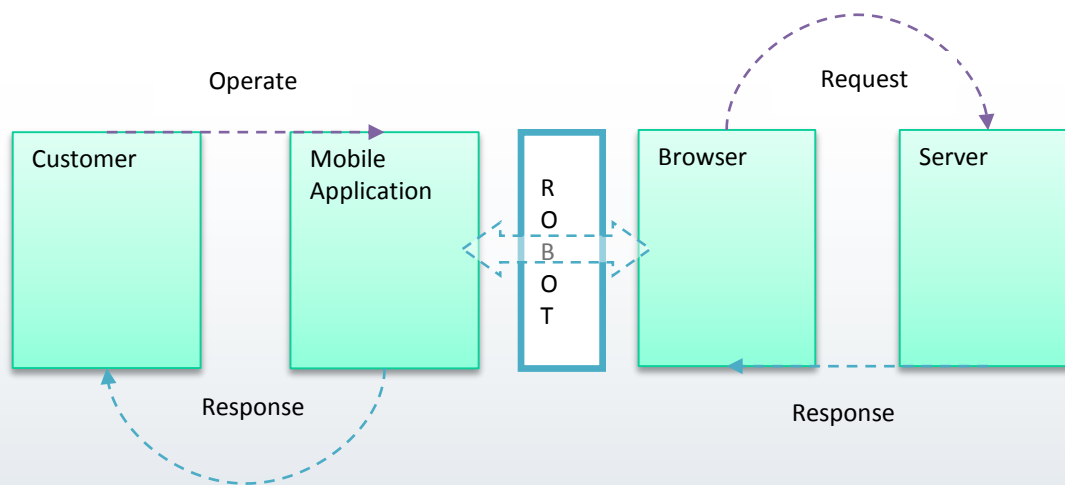 Operate
Request
Customer
Mobile
Application
R
O
B
O
T
Browser
Server
Response
Response